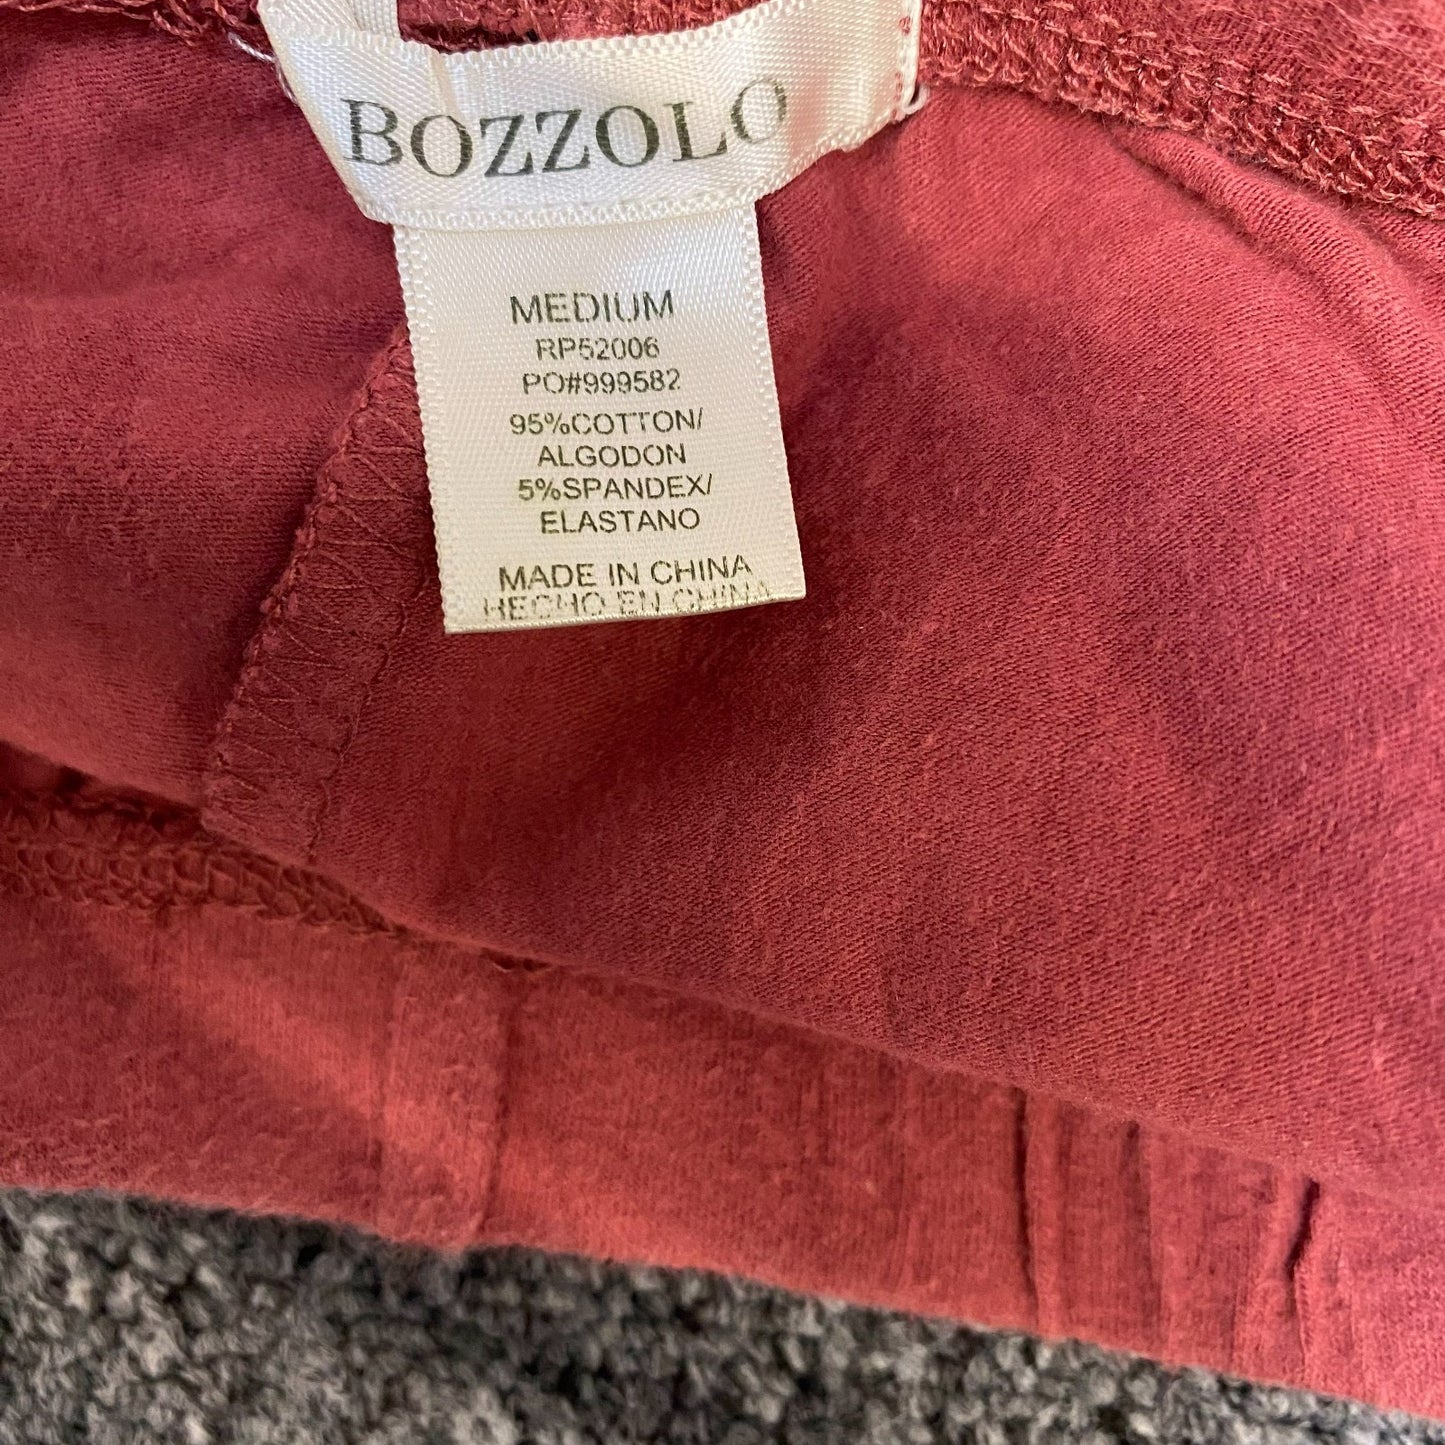 BOZZOLO
MEDIUM
RP52006
PO#999582
95%COTTON/
ALGODON
5%SPANDEX/
ELASTANO
MADE IN CHINA
HECHO EN CHINA